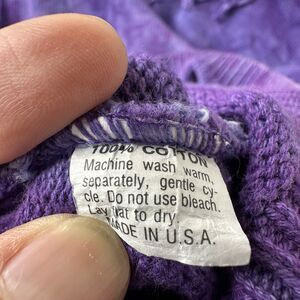 100% COTTON
Machine wash warm,
separately, gentle cy-
cle. Do not use bleach.
Lay flat to dry.
MADE IN U.S.A.